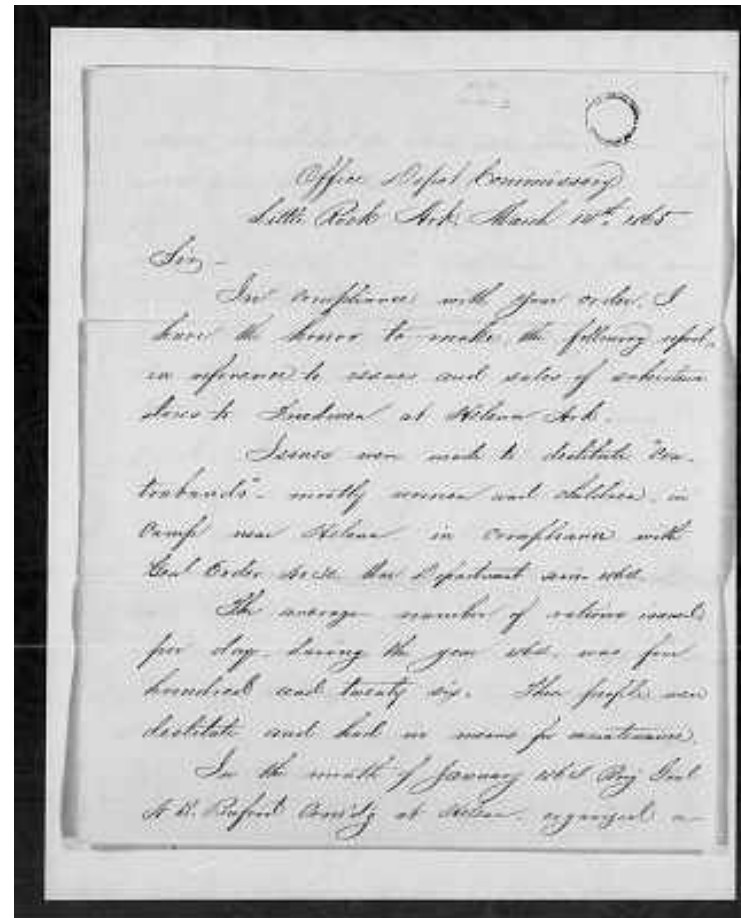 Office Depot Commissary
Little Rock Ark. March 10th 1865
Sir –
In compliance with your order, I
have the honor to make the following report
in reference to issues and sales of subsistence
stores to Freedmen at Helena Ark.
Issues were made to destitute "con-
trabands" – mostly women and children, in
Camp near Helena in compliance with
Genl Order War Department
The average number of rations issued
per day during the year was four
hundred and twenty six. These people were
destitute and had no means for maintenance.
In the month of January Brig Genl
N. B. Buford Comd'g at Helena, organized a